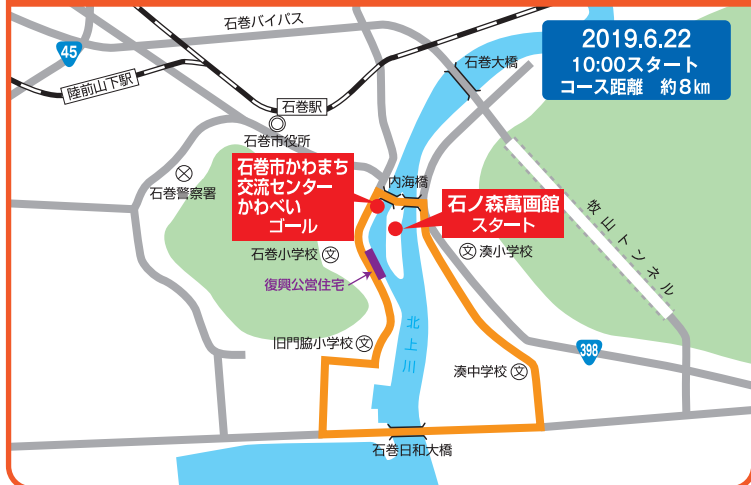 石巻バイパス
45
2019.6.22
10:00スタート
コース距離 約8km
石巻大橋
陸前山下駅
石巻駅
石巻市役所
石巻警察署
石巻市かわまち
交流センター
かわべい
ゴール
内海橋
石ノ森萬画館
スタート
牧山トンネル
石巻小学校 文
文 湊小学校
復興公営住宅
北上川
旧門脇小学校 文
398
湊中学校 文
石巻日和大橋